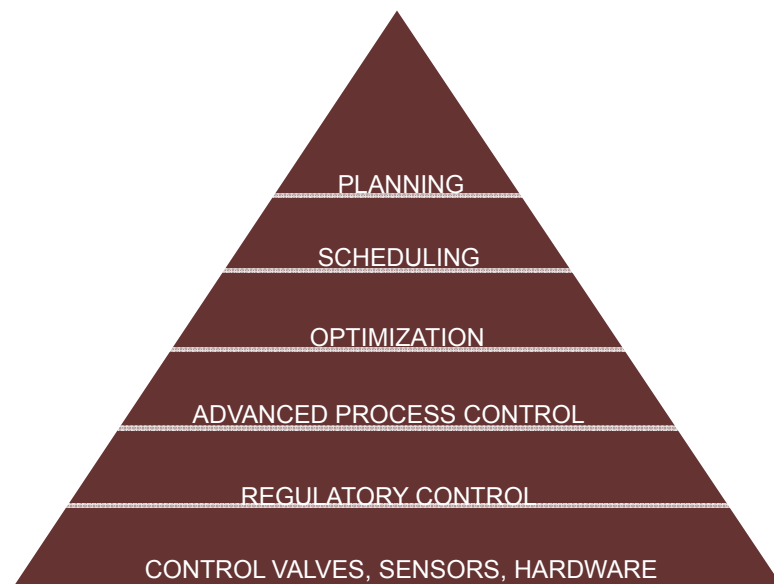 PLANNING
SCHEDULING
OPTIMIZATION
ADVANCED PROCESS CONTROL
REGULATORY CONTROL
CONTROL VALVES, SENSORS, HARDWARE